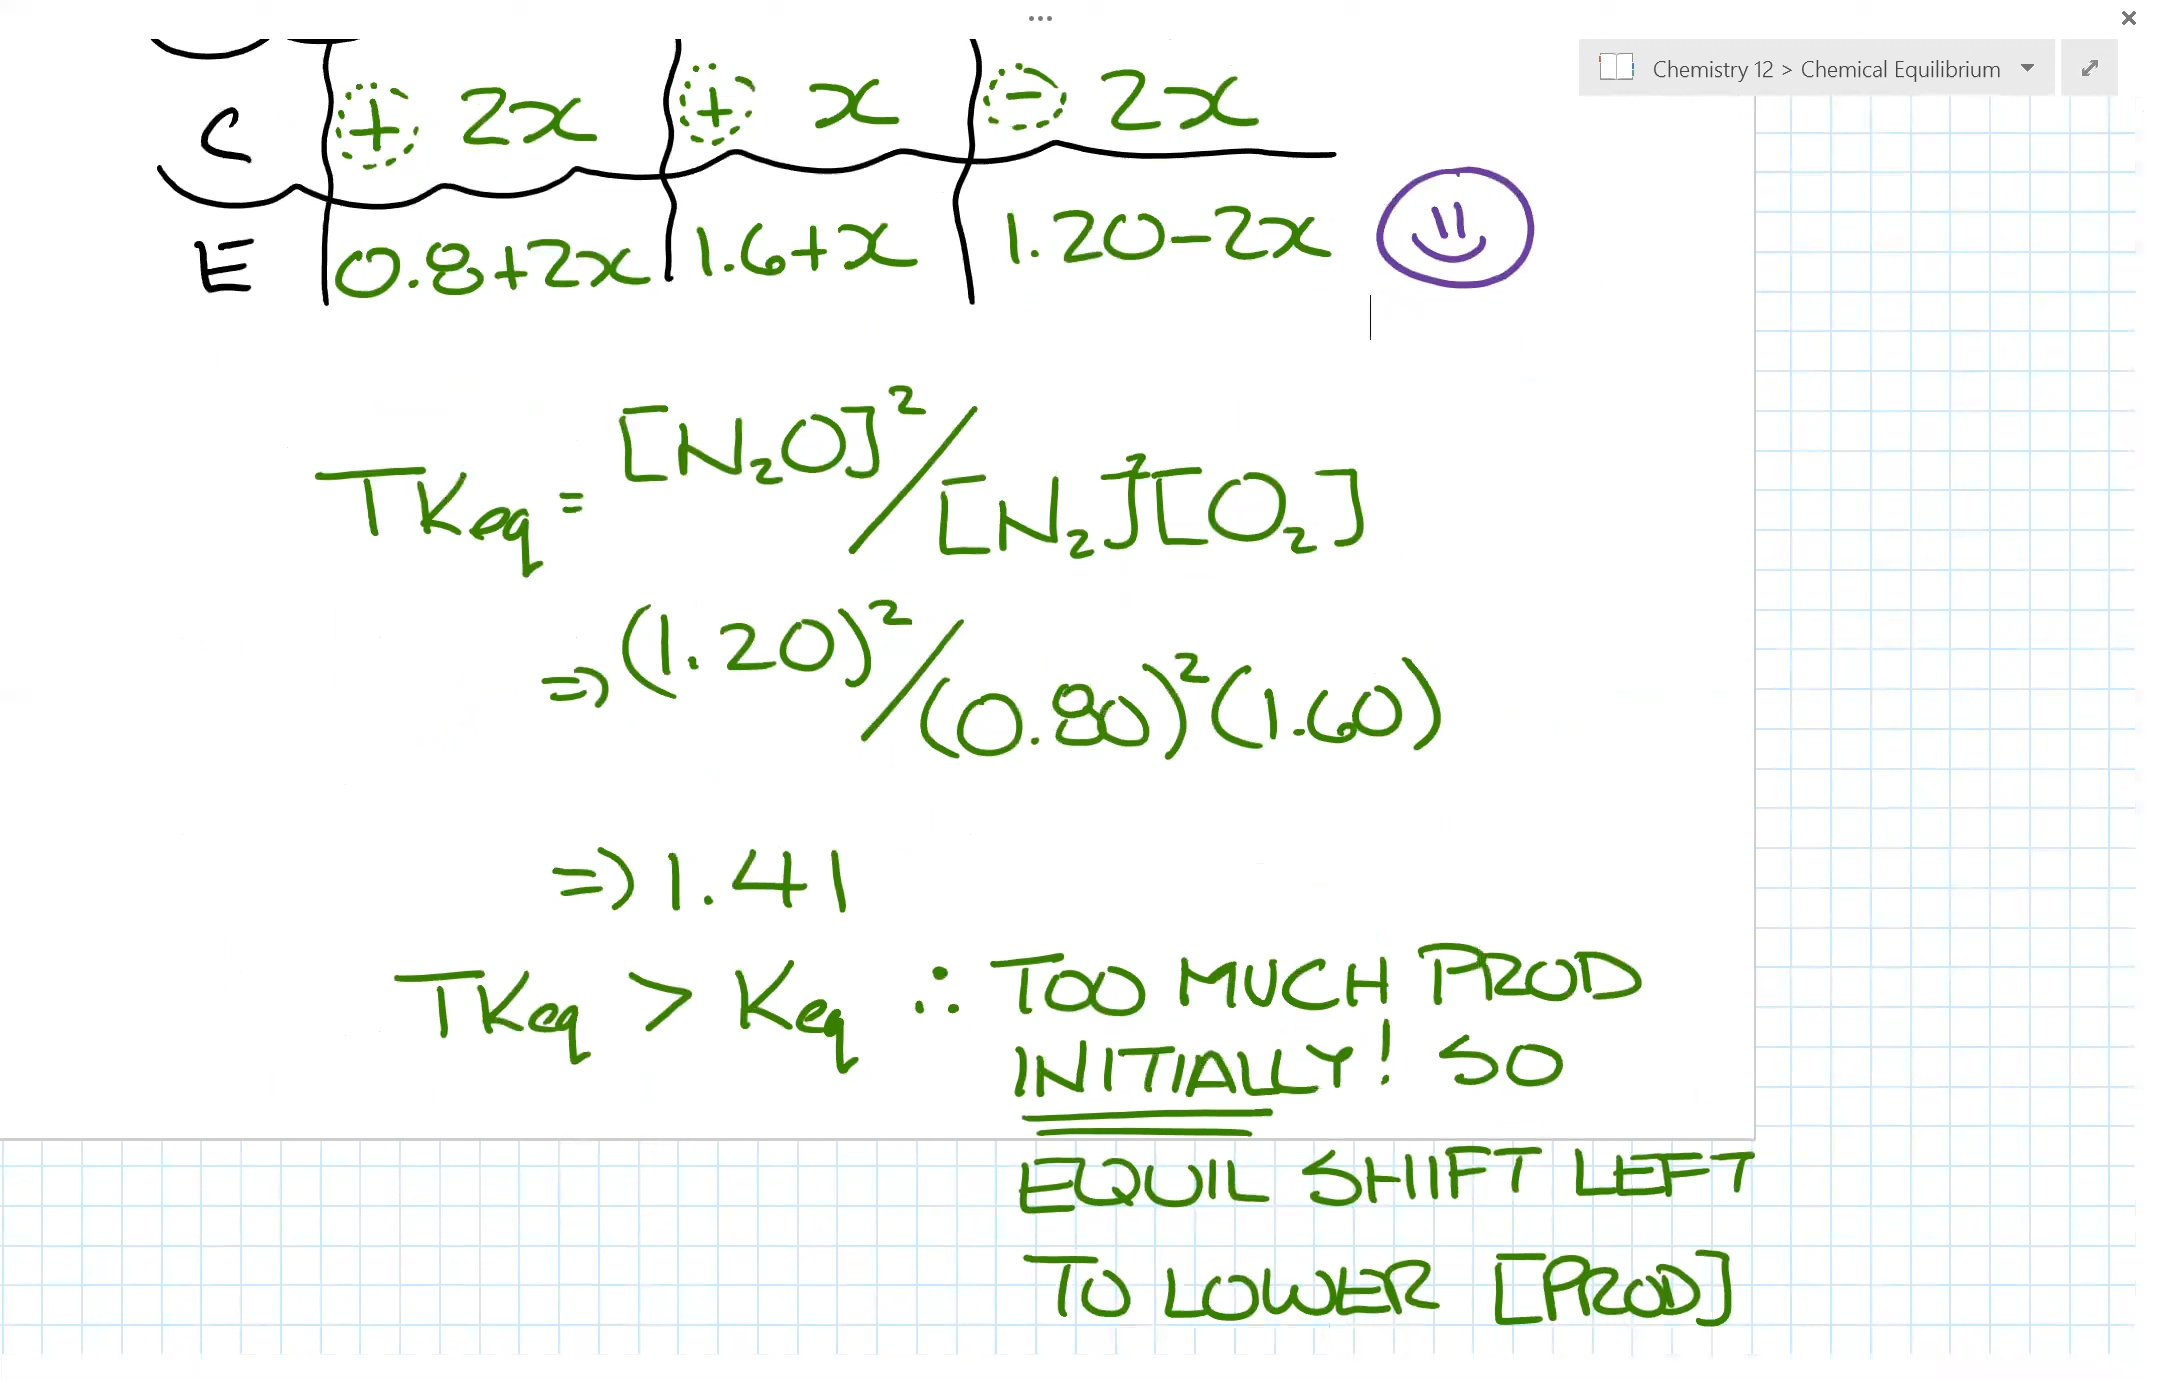 Chemistry 12 > Chemical Equilibrium
C + 2x + x - 2x
E 0.8+2x 1.6+x 1.20-2x
TKeq = [N₂O]² / [N₂]²[O₂]
=> (1.20)² / (0.80)²(1.60)
=> 1.41
TKeq > Keq ∴ TOO MUCH PROD
INITIALLY! SO
EQUIL SHIFT LEFT
TO LOWER [PROD]